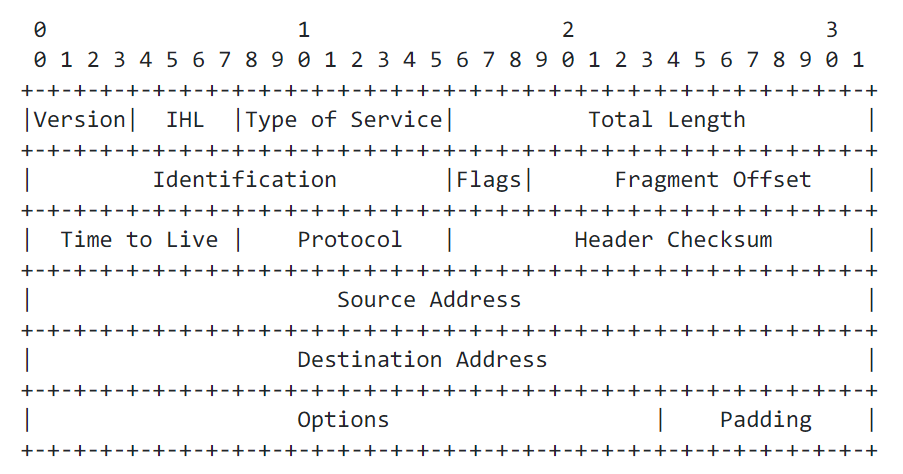 0                   1                   2                   3
 0 1 2 3 4 5 6 7 8 9 0 1 2 3 4 5 6 7 8 9 0 1 2 3 4 5 6 7 8 9 0 1
+-+-+-+-+-+-+-+-+-+-+-+-+-+-+-+-+-+-+-+-+-+-+-+-+-+-+-+-+-+-+-+-+
|Version|  IHL  |Type of Service|          Total Length         |
+-+-+-+-+-+-+-+-+-+-+-+-+-+-+-+-+-+-+-+-+-+-+-+-+-+-+-+-+-+-+-+-+
|         Identification        |Flags|      Fragment Offset    |
+-+-+-+-+-+-+-+-+-+-+-+-+-+-+-+-+-+-+-+-+-+-+-+-+-+-+-+-+-+-+-+-+
|  Time to Live |    Protocol   |         Header Checksum       |
+-+-+-+-+-+-+-+-+-+-+-+-+-+-+-+-+-+-+-+-+-+-+-+-+-+-+-+-+-+-+-+-+
|                       Source Address                          |
+-+-+-+-+-+-+-+-+-+-+-+-+-+-+-+-+-+-+-+-+-+-+-+-+-+-+-+-+-+-+-+-+
|                    Destination Address                        |
+-+-+-+-+-+-+-+-+-+-+-+-+-+-+-+-+-+-+-+-+-+-+-+-+-+-+-+-+-+-+-+-+
|                    Options                    |    Padding    |
+-+-+-+-+-+-+-+-+-+-+-+-+-+-+-+-+-+-+-+-+-+-+-+-+-+-+-+-+-+-+-+-+